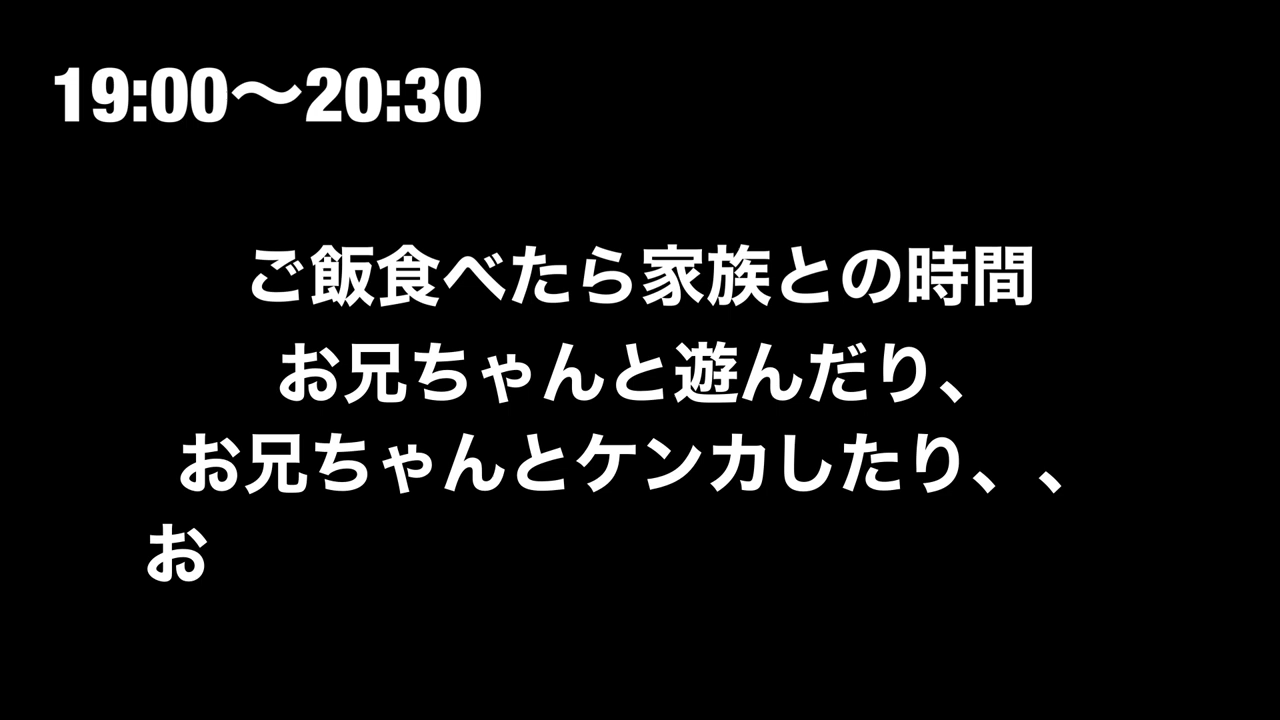 19:00〜20:30
ご飯食べたら家族との時間
お兄ちゃんと遊んだり、
お兄ちゃんとケンカしたり、、
お